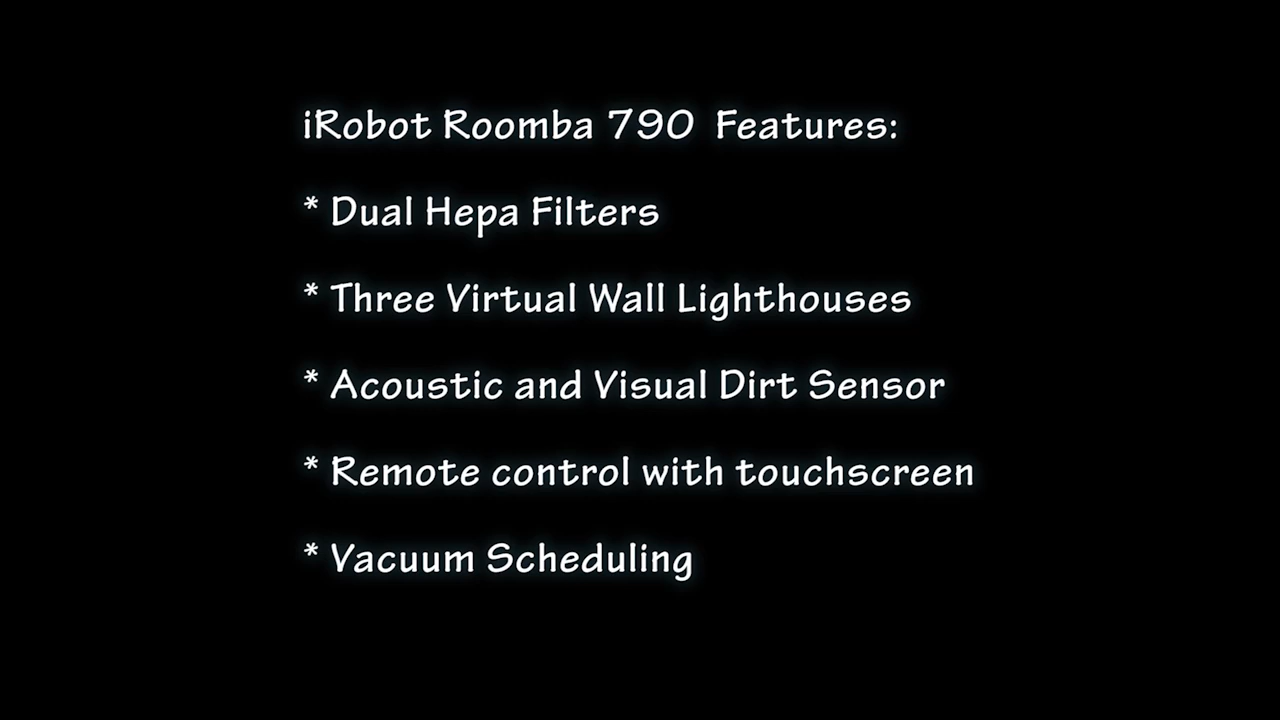 iRobot Roomba 790  Features:
* Dual Hepa Filters
* Three Virtual Wall Lighthouses
* Acoustic and Visual Dirt Sensor
* Remote control with touchscreen
* Vacuum Scheduling